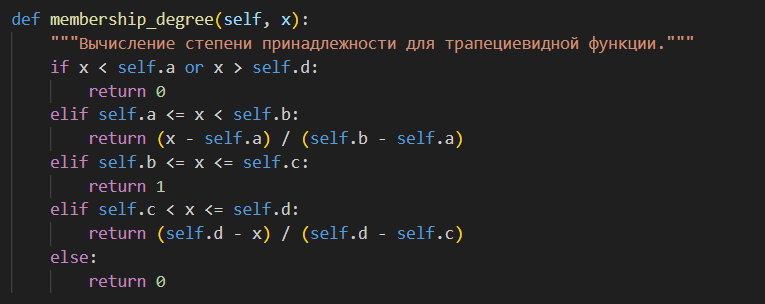 def membership_degree(self, x):
    """Вычисление степени принадлежности для трапециевидной функции."""
    if x < self.a or x > self.d:
        return 0
    elif self.a <= x < self.b:
        return (x - self.a) / (self.b - self.a)
    elif self.b <= x <= self.c:
        return 1
    elif self.c < x <= self.d:
        return (self.d - x) / (self.d - self.c)
    else:
        return 0